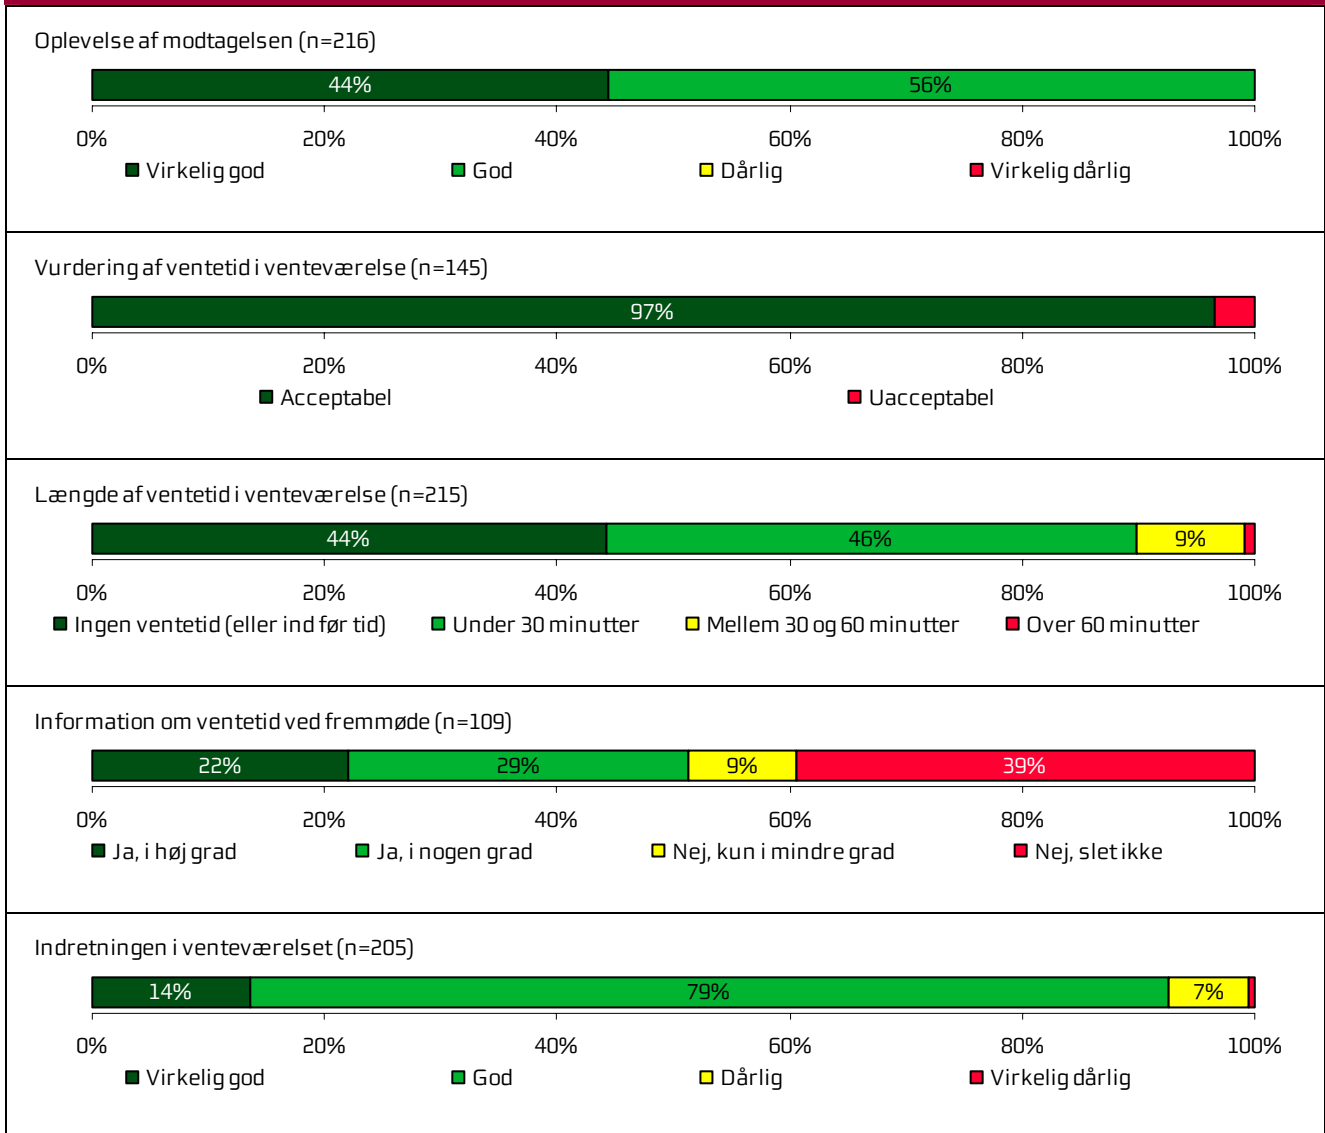 Oplevelse af modtagelsen (n=216)
44% 56%
0% 20% 40% 60% 80% 100%
Virkelig god God Dårlig Virkelig dårlig
Vurdering af ventetid i venteværelse (n=145)
97%
0% 20% 40% 60% 80% 100%
Acceptabel Uacceptabel
Længde af ventetid i venteværelse (n=215)
44% 46% 9%
0% 20% 40% 60% 80% 100%
Ingen ventetid (eller ind før tid) Under 30 minutter Mellem 30 og 60 minutter Over 60 minutter
Information om ventetid ved fremmøde (n=109)
22% 29% 9% 39%
0% 20% 40% 60% 80% 100%
Ja, i høj grad Ja, i nogen grad Nej, kun i mindre grad Nej, slet ikke
Indretningen i venteværelset (n=205)
14% 79% 7%
0% 20% 40% 60% 80% 100%
Virkelig god God Dårlig Virkelig dårlig